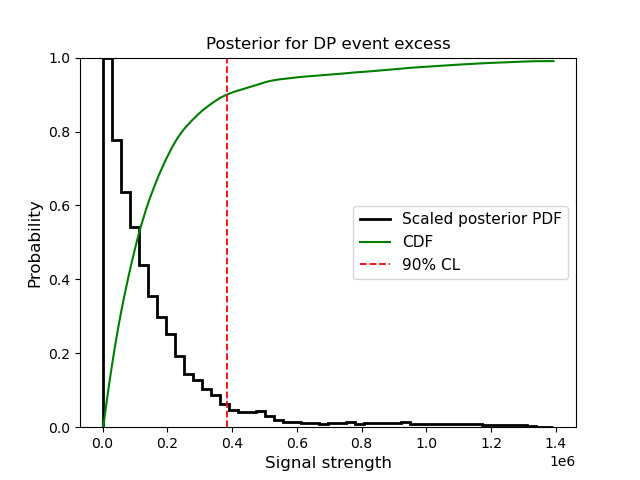 Posterior for DP event excess
Probability
1.0
0.8
0.6
0.4
0.2
0.0
Scaled posterior PDF
CDF
90% CL
0.0 0.2 0.4 0.6 0.8 1.0 1.2 1.4
1e6
Signal strength